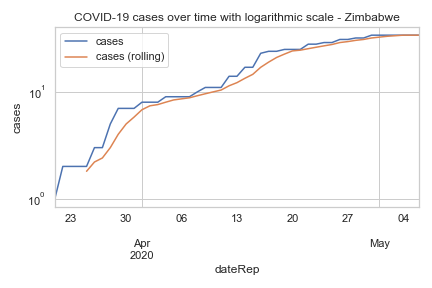 COVID-19 cases over time with logarithmic scale - Zimbabwe
cases
cases (rolling)
cases
10¹
10⁰
23 30 06 13 20 27 04
Apr May
2020
dateRep